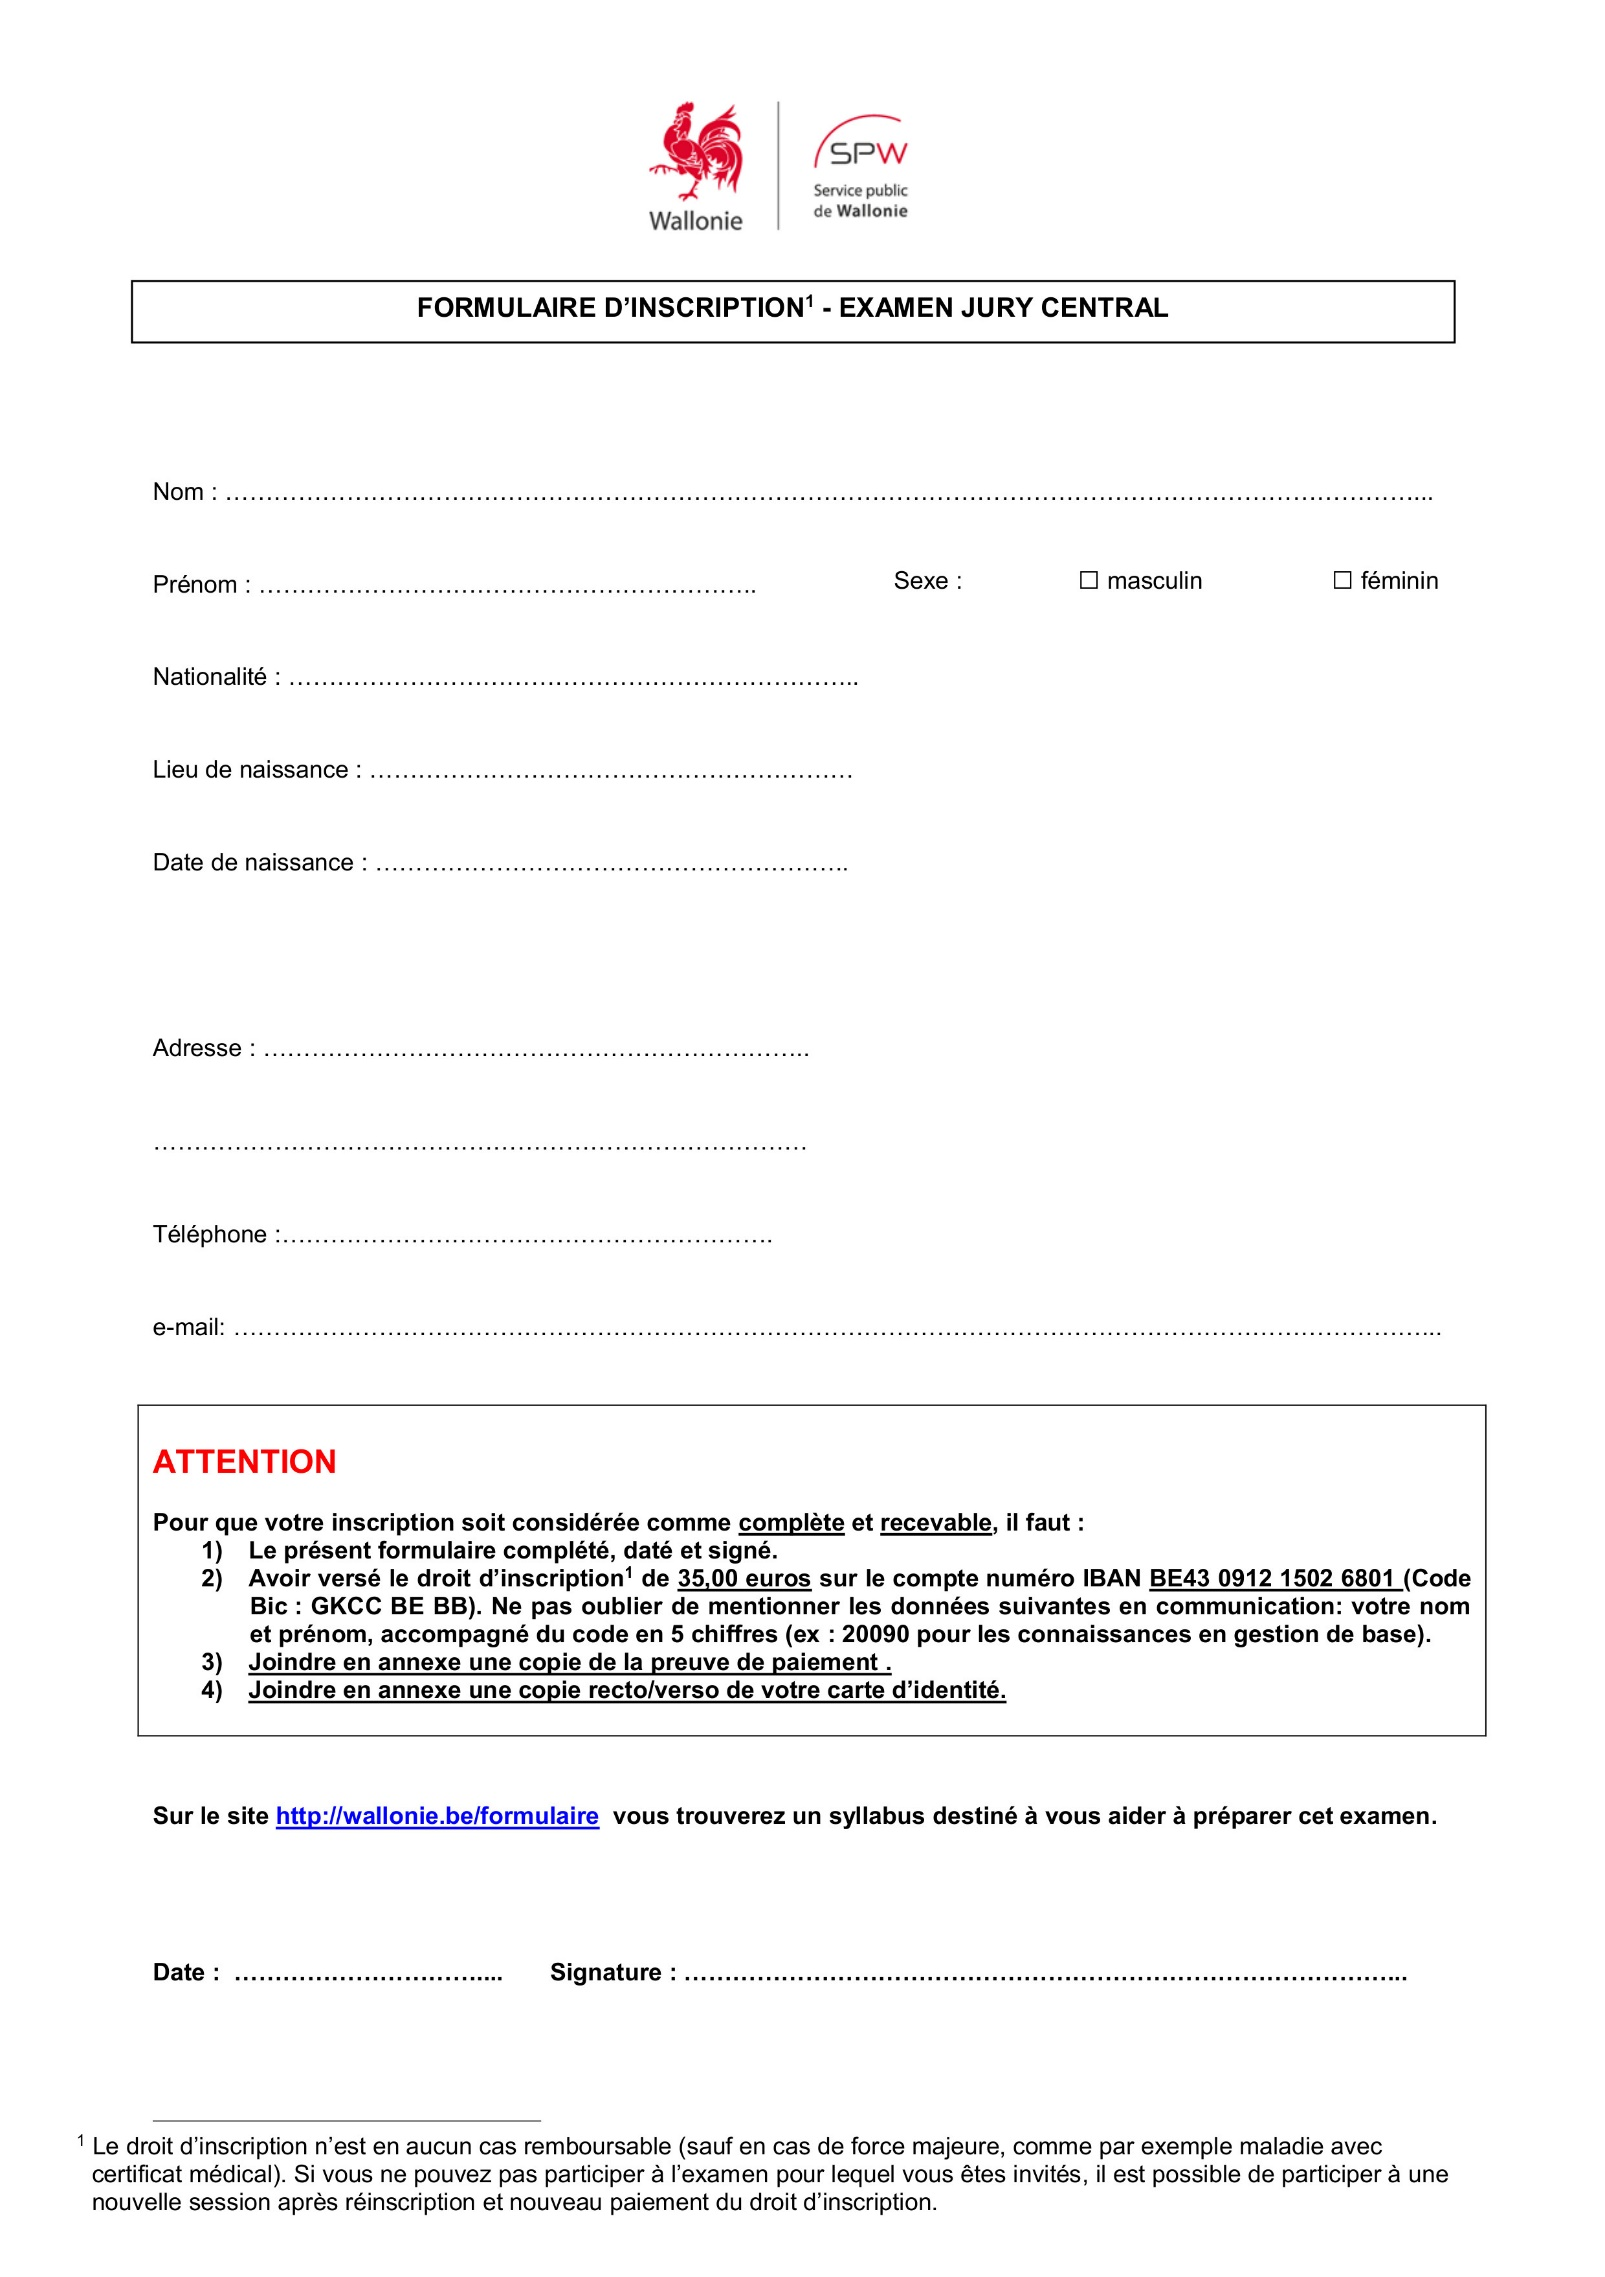 Wallonie
SPW
Service public
de Wallonie
FORMULAIRE D’INSCRIPTION¹ - EXAMEN JURY CENTRAL
Nom : ……………………………………………………………………………………………………………………………...
Prénom : …………………………………………………….. Sexe : ☐ masculin ☐ féminin
Nationalité : ……………………………………………………………..
Lieu de naissance : ……………………………………………………
Date de naissance : ………………………………………………….
Adresse : …………………………………………………………..
………………………………………………………………………
Téléphone :…………………………………………………….
e-mail: …………………………………………………………………………………………………………………………………...
ATTENTION
Pour que votre inscription soit considérée comme complète et recevable, il faut :
1) Le présent formulaire complété, daté et signé.
2) Avoir versé le droit d’inscription¹ de 35,00 euros sur le compte numéro IBAN BE43 0912 1502 6801 (Code
Bic : GKCC BE BB). Ne pas oublier de mentionner les données suivantes en communication: votre nom
et prénom, accompagné du code en 5 chiffres (ex : 20090 pour les connaissances en gestion de base).
3) Joindre en annexe une copie de la preuve de paiement .
4) Joindre en annexe une copie recto/verso de votre carte d’identité.
Sur le site http://wallonie.be/formulaire vous trouverez un syllabus destiné à vous aider à préparer cet examen.
Date : ………………………….... Signature : ……………………………………………………………………………...
¹ Le droit d’inscription n’est en aucun cas remboursable (sauf en cas de force majeure, comme par exemple maladie avec
certificat médical). Si vous ne pouvez pas participer à l’examen pour lequel vous êtes invités, il est possible de participer à une
nouvelle session après réinscription et nouveau paiement du droit d’inscription.